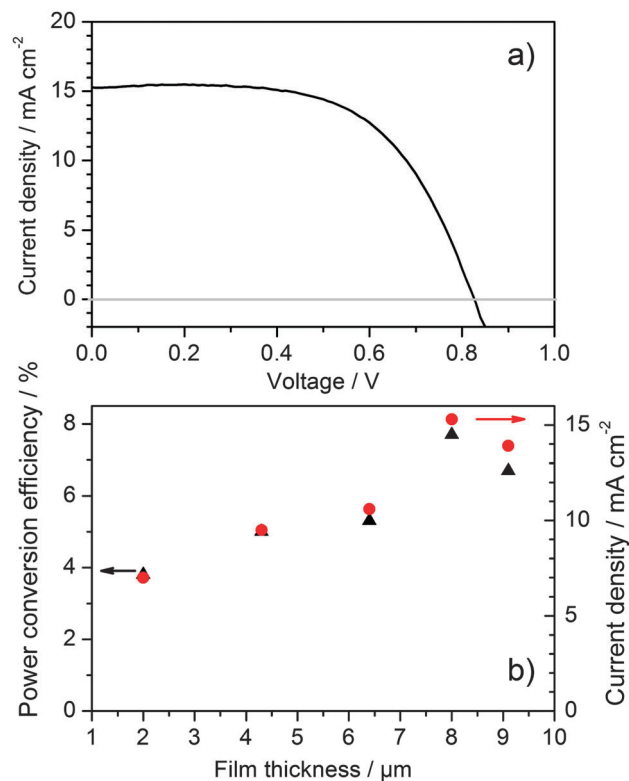 a)
Current density / mA cm⁻²
20
15
10
5
0
0.0 0.2 0.4 0.6 0.8 1.0
Voltage / V
b)
Power conversion efficiency / %
8
6
4
2
0
15
10
5
0
Current density / mA cm⁻²
1 2 3 4 5 6 7 8 9 10
Film thickness / µm